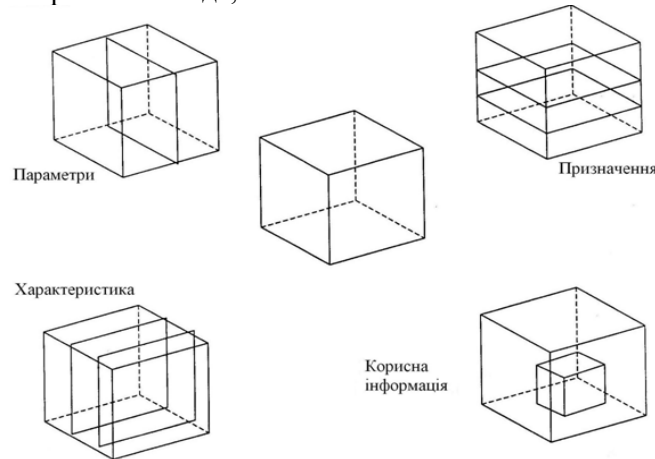 Параметри
Призначення
Характеристика
Корисна
інформація